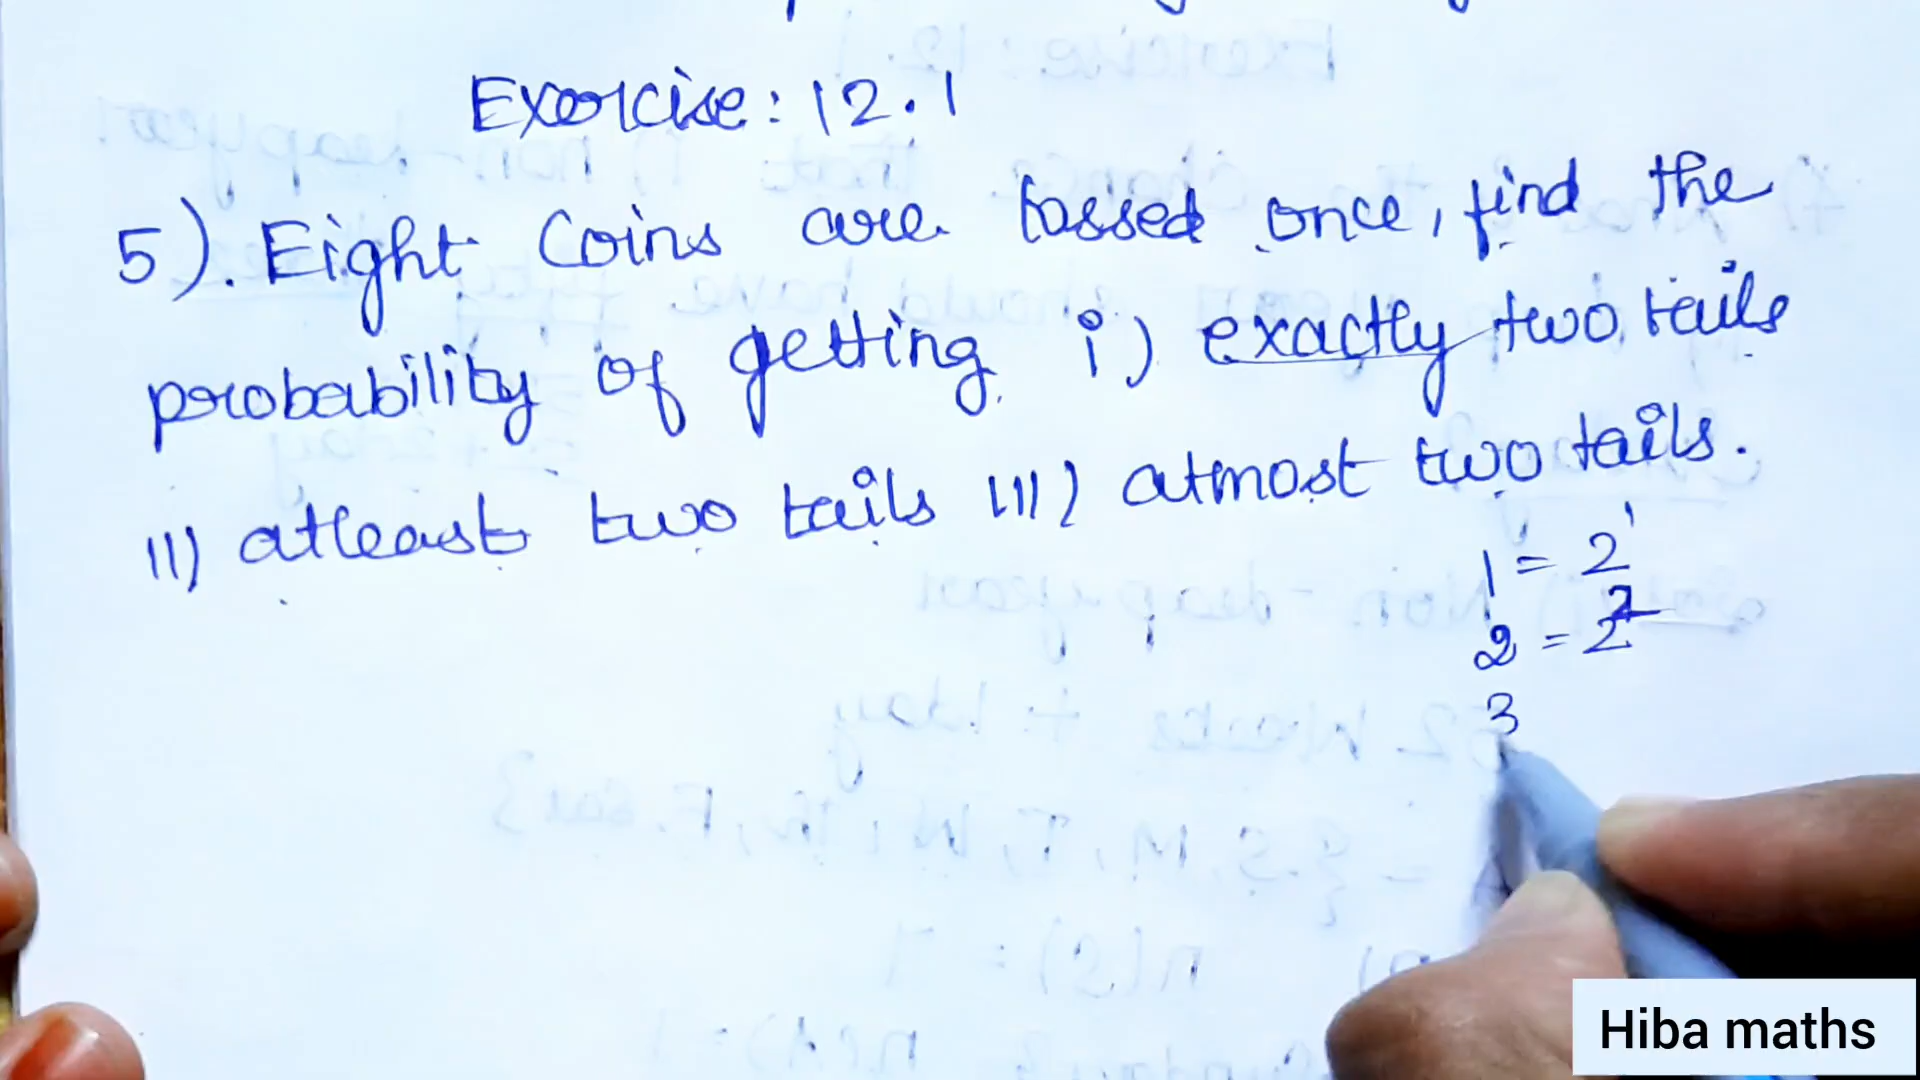 Exercise: 12.1
5). Eight Coins are tossed once, find the
probability of getting i) exactly two tails
ii) atleast two tails iii) atmost two tails.
1 = 2¹
2 = 2²
3
Hiba maths